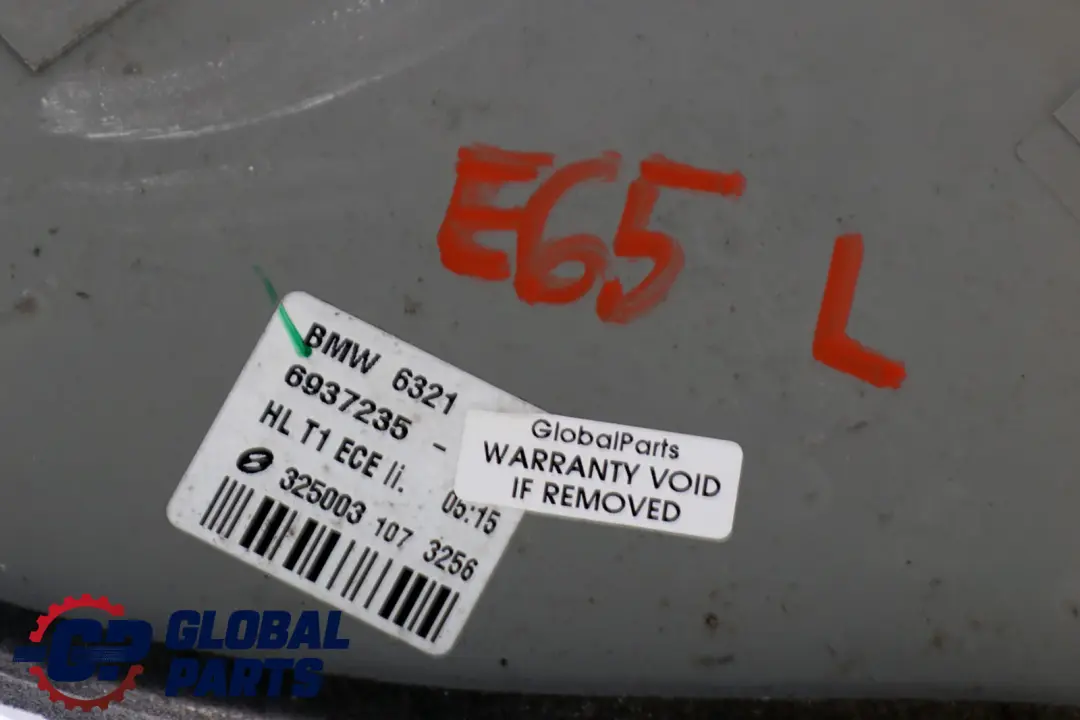 E65 L
BMW 6321
6937235 -
HL T1 ECE li.
05:15
325003 107 3256
GlobalParts
WARRANTY VOID
IF REMOVED
GP GLOBAL
PARTS